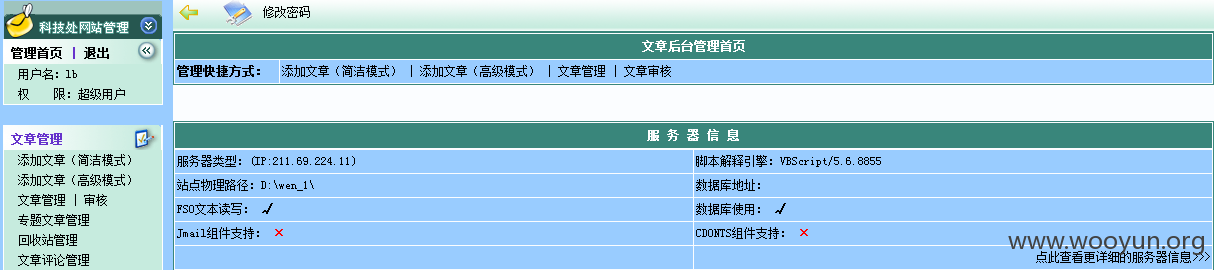 科技处网站管理
管理首页 | 退出
用户名：lb
权　　限：超级用户
文章管理
添加文章（简洁模式）
添加文章（高级模式）
文章管理 | 审核
专题文章管理
回收站管理
文章评论管理
修改密码
文章后台管理首页
管理快捷方式： 添加文章（简洁模式） | 添加文章（高级模式） | 文章管理 | 文章审核
服 务 器 信 息
服务器类型：(IP:211.69.224.11) 脚本解释引擎：VBScript/5.6.8855
站点物理路径：D:\wen_1\ 数据库地址：
FSO文本读写： √ 数据库使用： √
Jmail组件支持： × CDONTS组件支持： ×
点此查看更详细的服务器信息>>>
www.wooyun.org